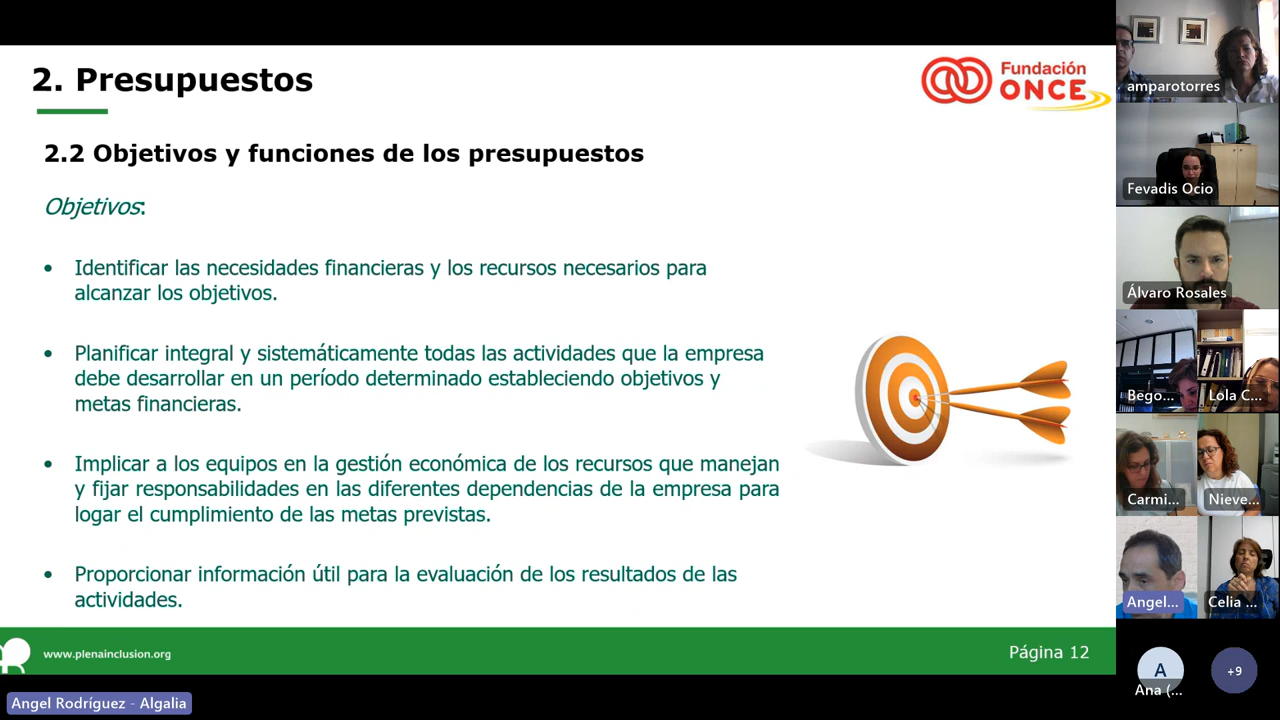 2. Presupuestos
Fundación
ONCE
2.2 Objetivos y funciones de los presupuestos
Objetivos:
• Identificar las necesidades financieras y los recursos necesarios para
alcanzar los objetivos.
• Planificar integral y sistemáticamente todas las actividades que la empresa
debe desarrollar en un período determinado estableciendo objetivos y
metas financieras.
• Implicar a los equipos en la gestión económica de los recursos que manejan
y fijar responsabilidades en las diferentes dependencias de la empresa para
logar el cumplimiento de las metas previstas.
• Proporcionar información útil para la evaluación de los resultados de las
actividades.
www.plenainclusion.org
Página 12
Angel Rodríguez - Algalia
amparotorres
Fevadis Ocio
Álvaro Rosales
Bego...
Lola C...
Carmi...
Nieve...
Angel...
Celia ...
A
Ana (...
+9